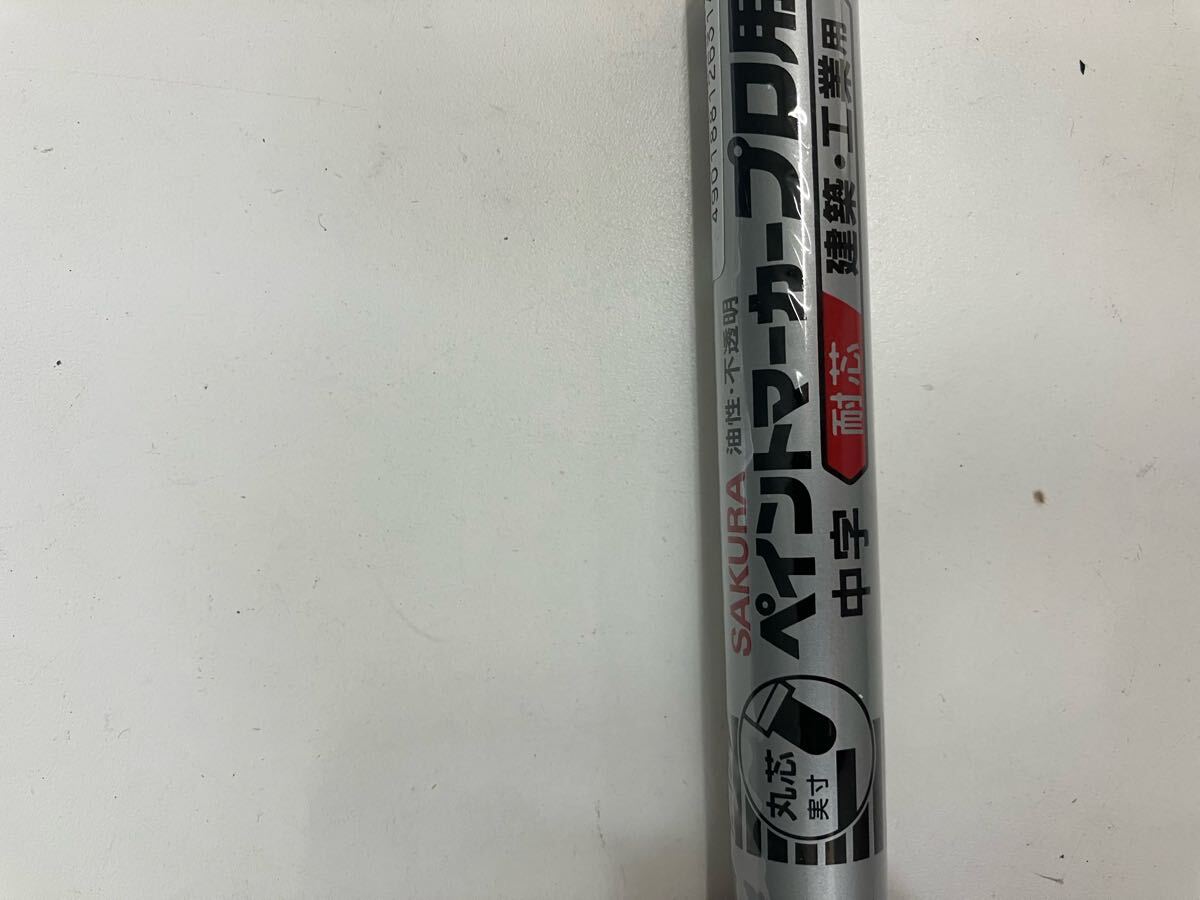 4901881126517
SAKURA 油性・不透明
ペイントマーカープロ用
中字 耐芯 建築・工業用
丸芯
実寸